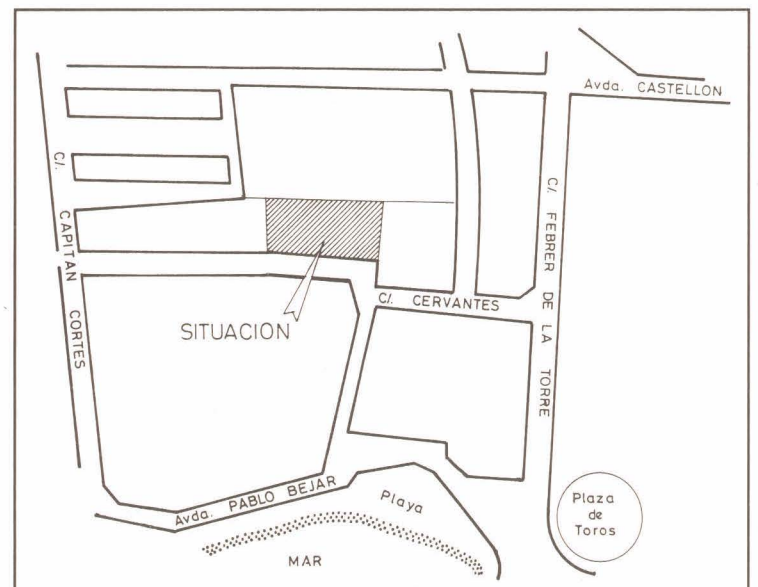 Avda. CASTELLON
C/. CAPITAN CORTES
C/. FEBRER DE LA TORRE
C/. CERVANTES
SITUACION
Avda. PABLO BEJAR
Playa
Plaza
de
Toros
MAR